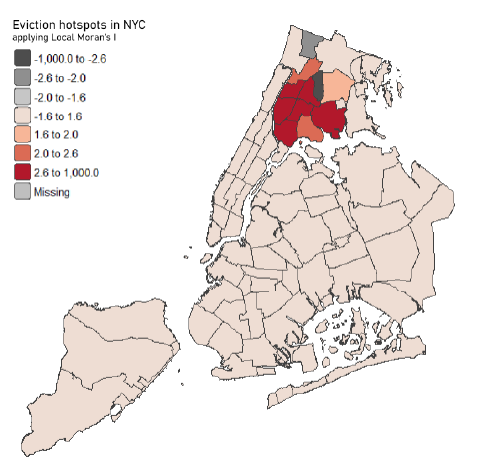 Eviction hotspots in NYC
applying Local Moran's I
-1,000.0 to -2.6
-2.6 to -2.0
-2.0 to -1.6
-1.6 to 1.6
1.6 to 2.0
2.0 to 2.6
2.6 to 1,000.0
Missing